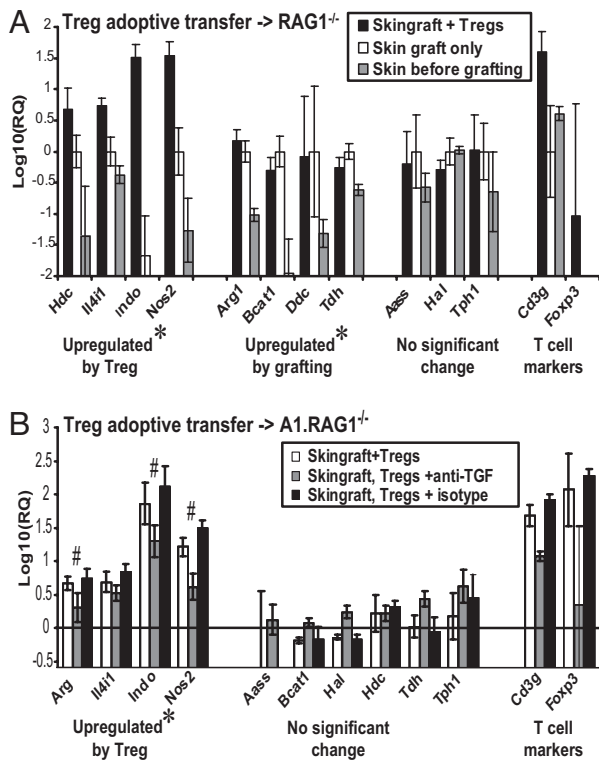 A
Treg adoptive transfer -> RAG1-/-
Skingraft + Tregs
Skin graft only
Skin before grafting
Log10(RQ)
2
1.5
1
0.5
0
-0.5
-1
-1.5
-2
Hdc Il4i1 Indo Nos2 Arg1 Bcat1 Ddc Tdh Aass Hal Tph1 Cd3g Foxp3
Upregulated * Upregulated * No significant T cell
by Treg by grafting change markers
B
Treg adoptive transfer -> A1.RAG1-/-
Skingraft+Tregs
Skingraft, Tregs +anti-TGF
Skingraft, Tregs + isotype
Log10(RQ)
3
2.5
2
1.5
1
0.5
0
-0.5
# # #
Arg Il4i1 Indo Nos2 Aass Bcat1 Hal Hdc Tdh Tph1 Cd3g Foxp3
Upregulated * No significant T cell
by Treg change markers